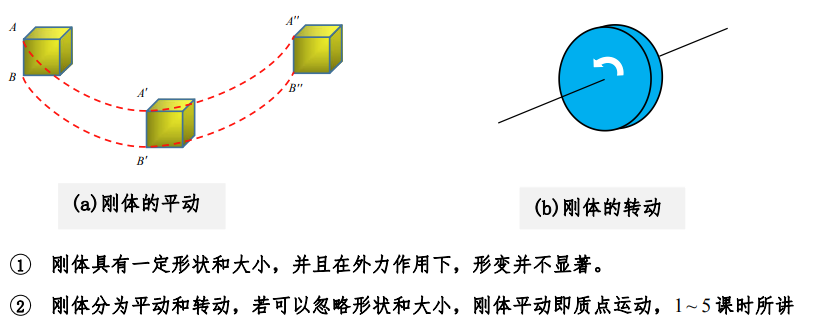 A
B
A'
B'
A''
B''
(a)刚体的平动
(b)刚体的转动
① 刚体具有一定形状和大小，并且在外力作用下，形变并不显著。
② 刚体分为平动和转动，若可以忽略形状和大小，刚体平动即质点运动，1~5课时所讲